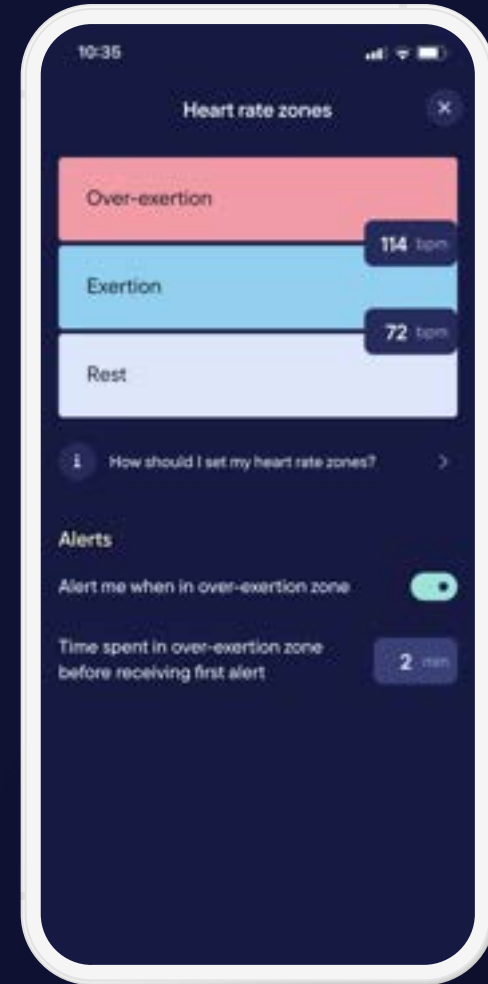 10:35
Heart rate zones
Over-exertion
114 bpm
Exertion
72 bpm
Rest
i How should I set my heart rate zones?
Alerts
Alert me when in over-exertion zone
Time spent in over-exertion zone
before receiving first alert
2 min